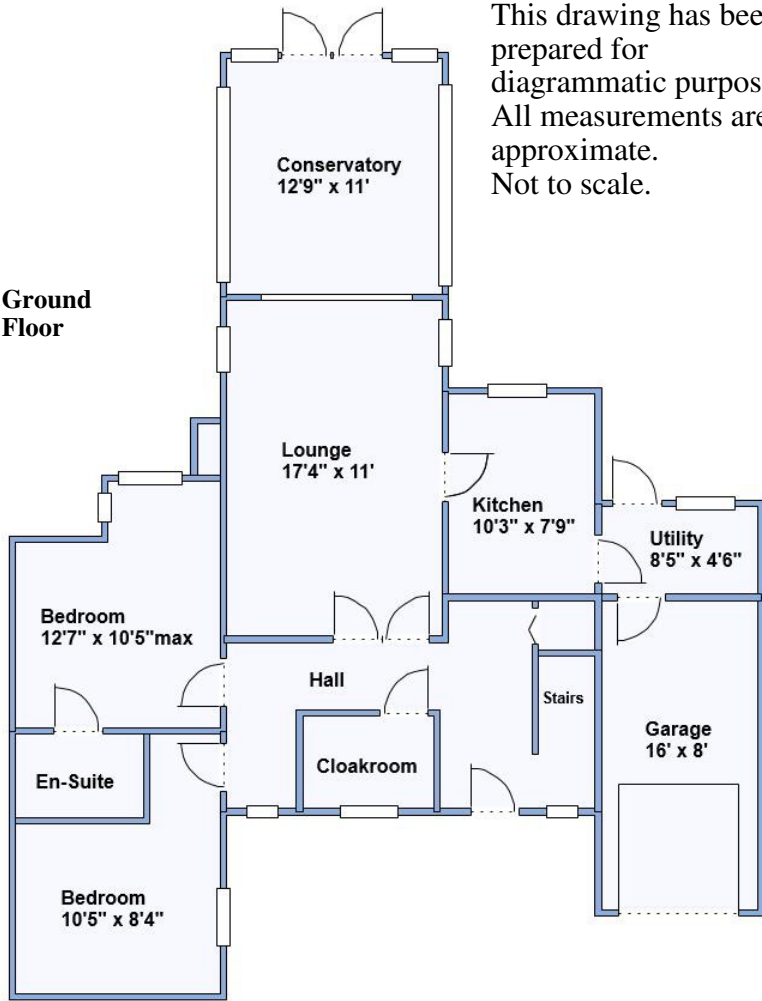 This drawing has bee
prepared for
diagrammatic purpos
All measurements are
approximate.
Not to scale.
Conservatory
12'9" x 11'
Ground
Floor
Lounge
17'4" x 11'
Kitchen
10'3" x 7'9"
Utility
8'5" x 4'6"
Bedroom
12'7" x 10'5"max
Hall
Stairs
Garage
16' x 8'
Cloakroom
En-Suite
Bedroom
10'5" x 8'4"